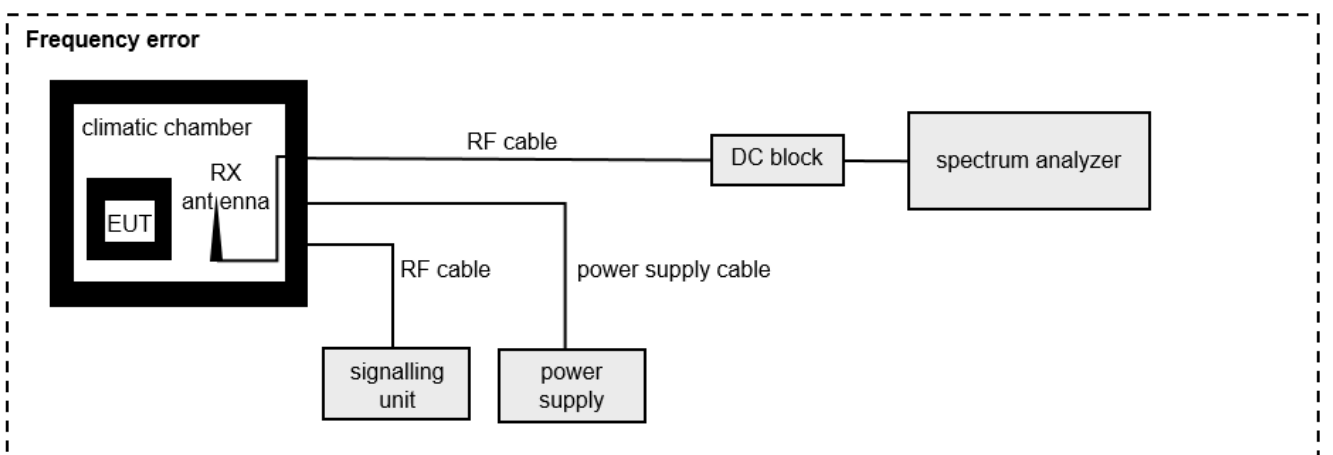 Frequency error
climatic chamber
RX
antenna
EUT
RF cable
DC block
spectrum analyzer
RF cable
power supply cable
signalling
unit
power
supply